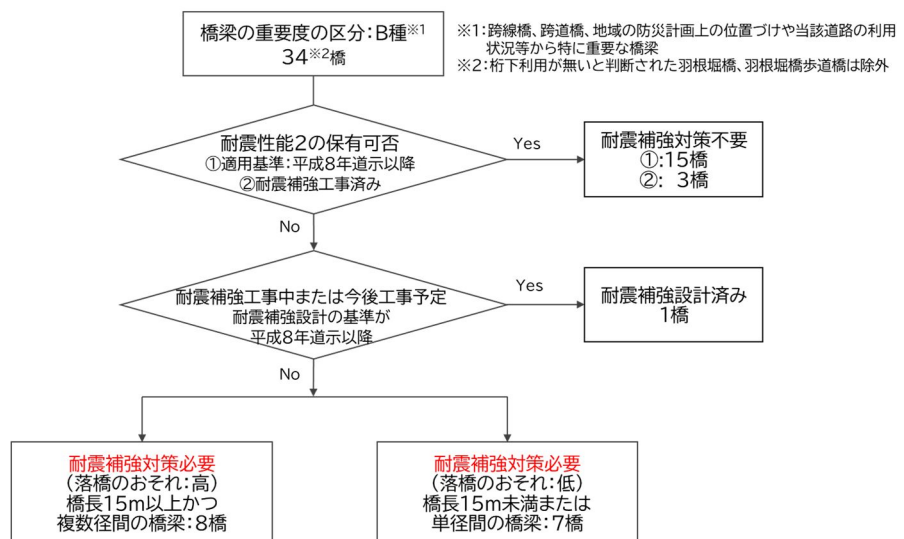 橋梁の重要度の区分：B種※1
34※2橋
※1：跨線橋、跨道橋、地域の防災計画上の位置づけや当該道路の利用
状況等から特に重要な橋梁
※2：桁下利用が無いと判断された羽根堀橋、羽根堀橋歩道橋は除外
耐震性能2の保有可否
①適用基準：平成8年道示以降
②耐震補強工事済み
Yes
耐震補強対策不要
①：15橋
②： 3橋
No
耐震補強工事中または今後工事予定
耐震補強設計の基準が
平成8年道示以降
Yes
耐震補強設計済み
1橋
No
耐震補強対策必要
（落橋のおそれ：高）
橋長15m以上かつ
複数径間の橋梁：8橋
耐震補強対策必要
（落橋のおそれ：低）
橋長15m未満または
単径間の橋梁：7橋